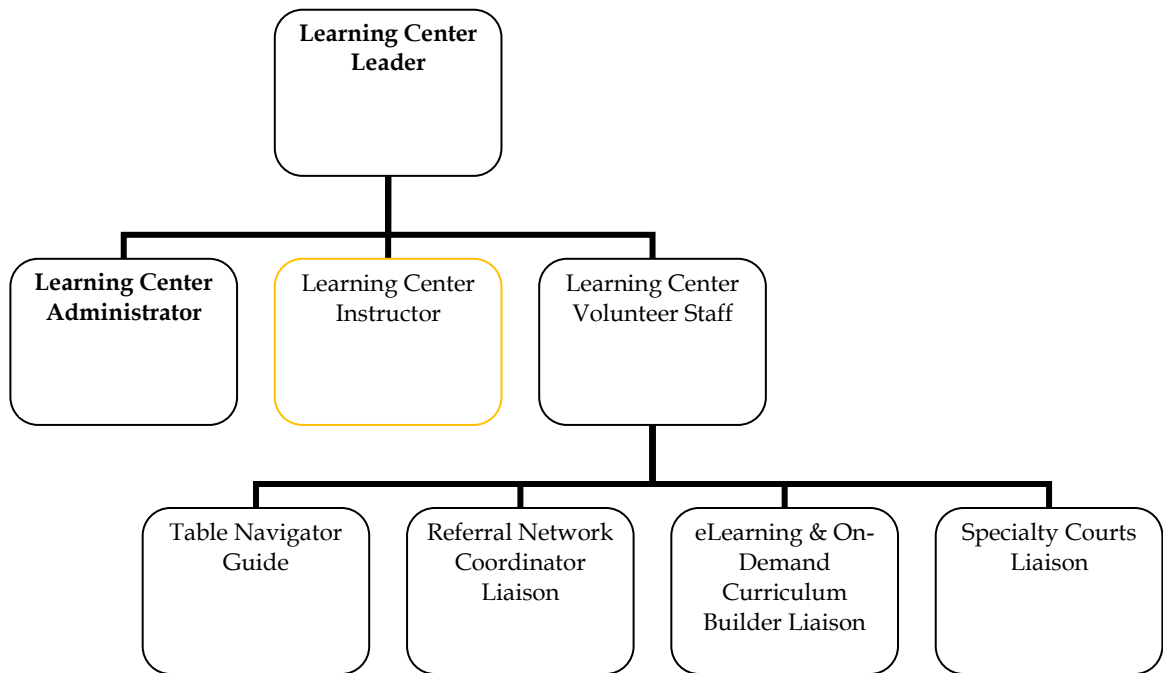 Learning Center
Leader
Learning Center
Administrator
Learning Center
Instructor
Learning Center
Volunteer Staff
Table Navigator
Guide
Referral Network
Coordinator
Liaison
eLearning & On-
Demand
Curriculum
Builder Liaison
Specialty Courts
Liaison